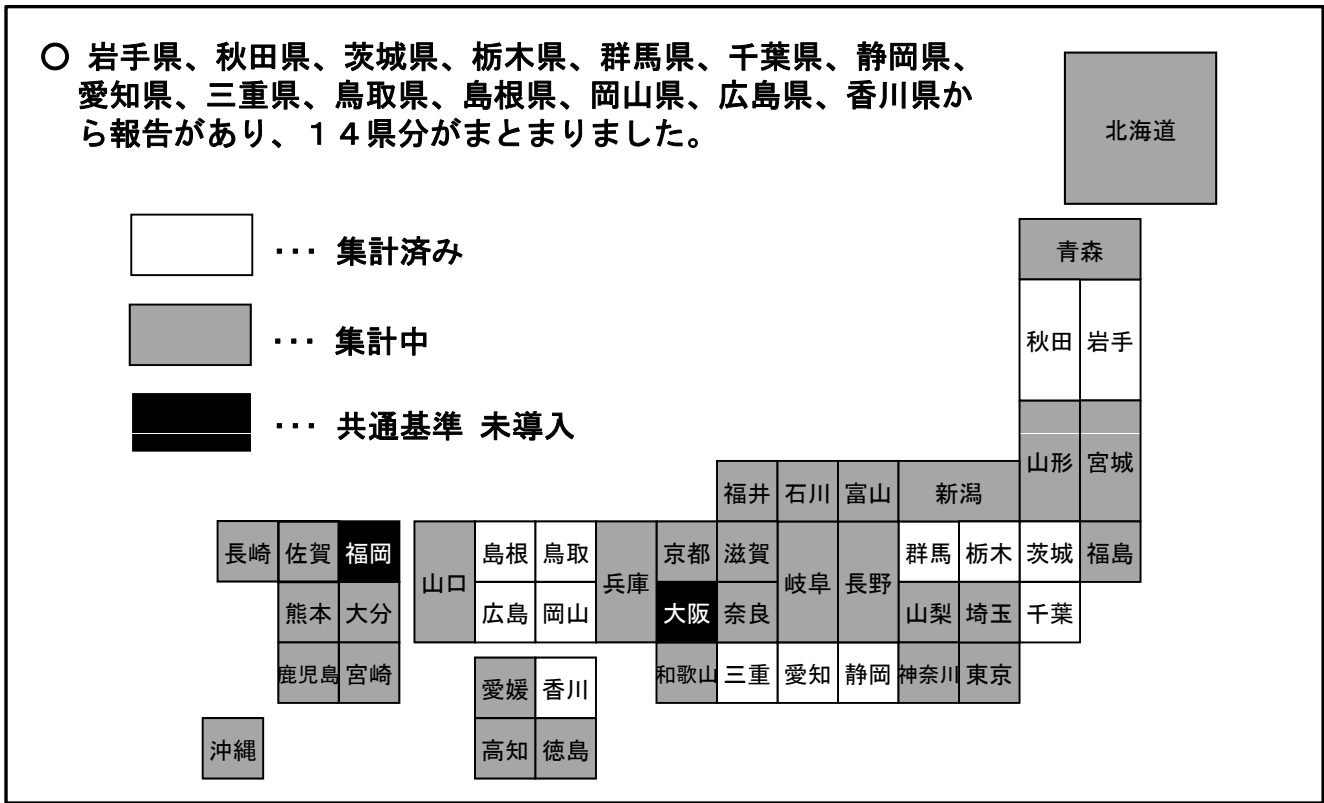 ○ 岩手県、秋田県、茨城県、栃木県、群馬県、千葉県、静岡県、
愛知県、三重県、鳥取県、島根県、岡山県、広島県、香川県か
ら報告があり、１４県分がまとまりました。
北海道
… 集計済み
青森
… 集計中
秋田 岩手
… 共通基準 未導入
山形 宮城
福井 石川 富山 新潟
長崎 佐賀 福岡 山口 島根 鳥取 兵庫 京都 滋賀 岐阜 長野 群馬 栃木 茨城 福島
熊本 大分 広島 岡山 大阪 奈良 山梨 埼玉 千葉
鹿児島 宮崎 愛媛 香川 和歌山 三重 愛知 静岡 神奈川 東京
沖縄 高知 徳島